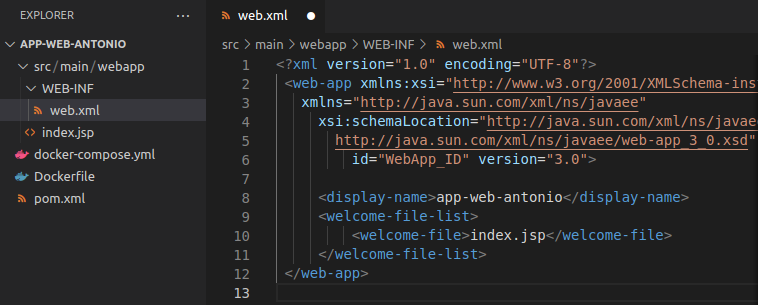 EXPLORER
APP-WEB-ANTONIO
src/main/webapp
WEB-INF
web.xml
index.jsp
docker-compose.yml
Dockerfile
pom.xml
web.xml
src > main > webapp > WEB-INF > web.xml
1 <?xml version="1.0" encoding="UTF-8"?>
2 <web-app xmlns:xsi="http://www.w3.org/2001/XMLSchema-ins
3 xmlns="http://java.sun.com/xml/ns/javaee"
4 xsi:schemaLocation="http://java.sun.com/xml/ns/javaee
5 http://java.sun.com/xml/ns/javaee/web-app_3_0.xsd"
6 id="WebApp_ID" version="3.0">
7
8 <display-name>app-web-antonio</display-name>
9 <welcome-file-list>
10 <welcome-file>index.jsp</welcome-file>
11 </welcome-file-list>
12 </web-app>
13